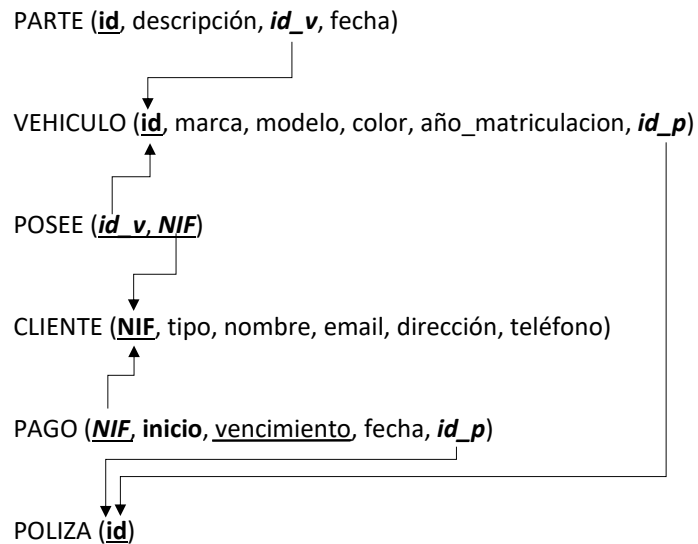 PARTE (id, descripción, id_v, fecha)
VEHICULO (id, marca, modelo, color, año_matriculacion, id_p)
POSEE (id_v, NIF)
CLIENTE (NIF, tipo, nombre, email, dirección, teléfono)
PAGO (NIF, inicio, vencimiento, fecha, id_p)
POLIZA (id)